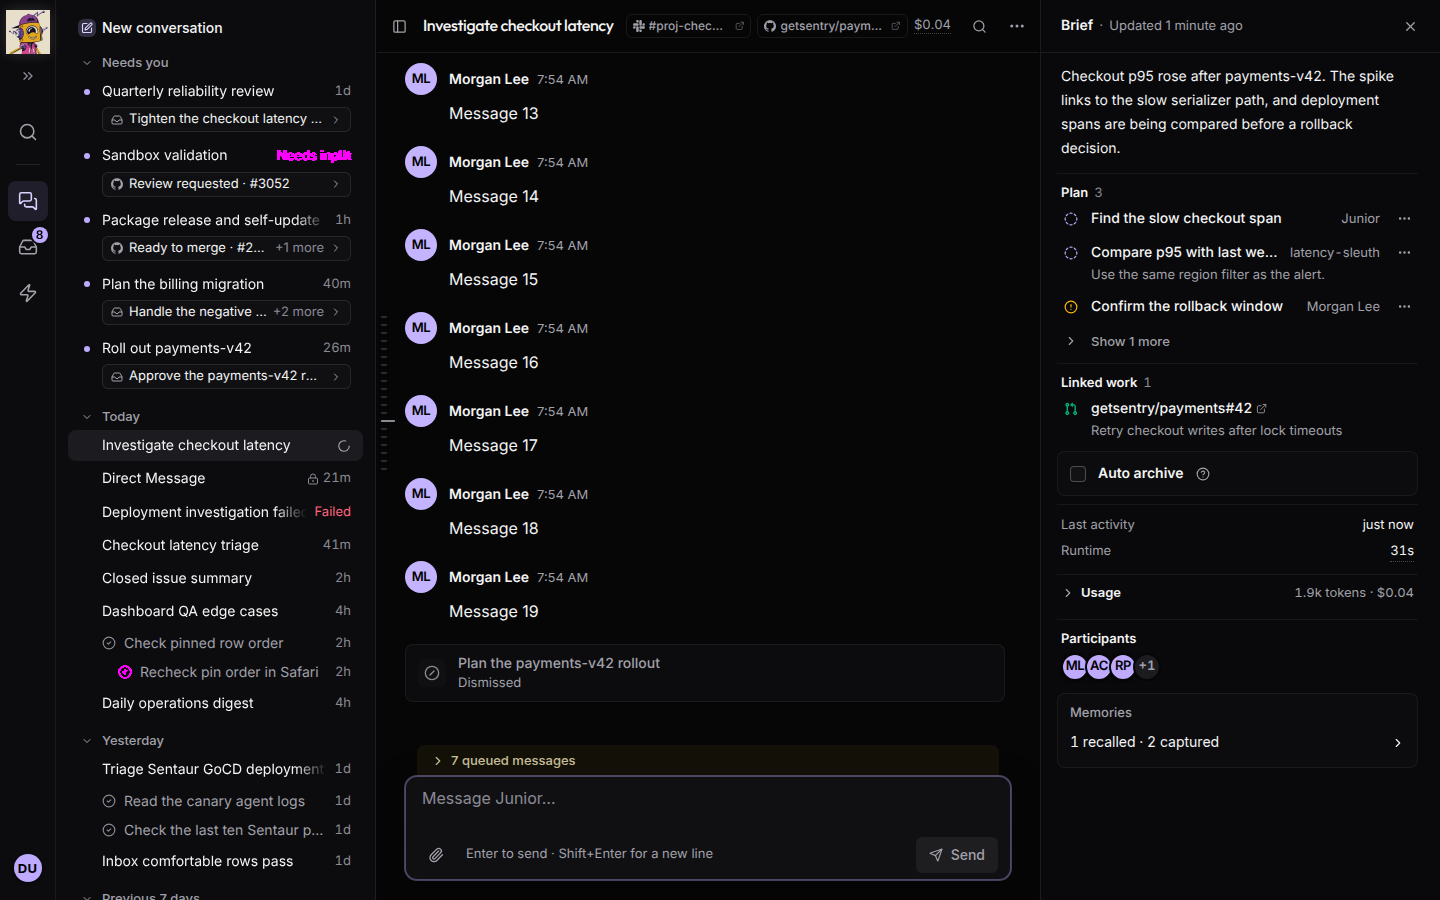 New conversation
Needs you
Quarterly reliability review 1d
Tighten the checkout latency ...
Sandbox validation
Review requested · #3052
Package release and self-update 1h
Ready to merge · #2... +1 more
Plan the billing migration 40m
Handle the negative ... +2 more
Roll out payments-v42 26m
Approve the payments-v42 r...
Today
Investigate checkout latency
Direct Message 21m
Deployment investigation failed Failed
Checkout latency triage 41m
Closed issue summary 2h
Dashboard QA edge cases 4h
Check pinned row order 2h
Recheck pin order in Safari 2h
Daily operations digest 4h
Yesterday
Triage Sentaur GoCD deployment 1d
Read the canary agent logs 1d
Check the last ten Sentaur p... 1d
Inbox comfortable rows pass 1d
Previous 7 days
8
DU
Investigate checkout latency #proj-chec... getsentry/paym... $0.04
ML Morgan Lee 7:54 AM
Message 13
ML Morgan Lee 7:54 AM
Message 14
ML Morgan Lee 7:54 AM
Message 15
ML Morgan Lee 7:54 AM
Message 16
ML Morgan Lee 7:54 AM
Message 17
ML Morgan Lee 7:54 AM
Message 18
ML Morgan Lee 7:54 AM
Message 19
Plan the payments-v42 rollout
Dismissed
7 queued messages
Message Junior...
Enter to send · Shift+Enter for a new line Send
Brief · Updated 1 minute ago
Checkout p95 rose after payments-v42. The spike
links to the slow serializer path, and deployment
spans are being compared before a rollback
decision.
Plan 3
Find the slow checkout span Junior
Compare p95 with last we... latency-sleuth
Use the same region filter as the alert.
Confirm the rollback window Morgan Lee
Show 1 more
Linked work 1
getsentry/payments#42
Retry checkout writes after lock timeouts
Auto archive
Last activity just now
Runtime 31s
Usage 1.9k tokens · $0.04
Participants
ML AC RP +1
Memories
1 recalled · 2 captured